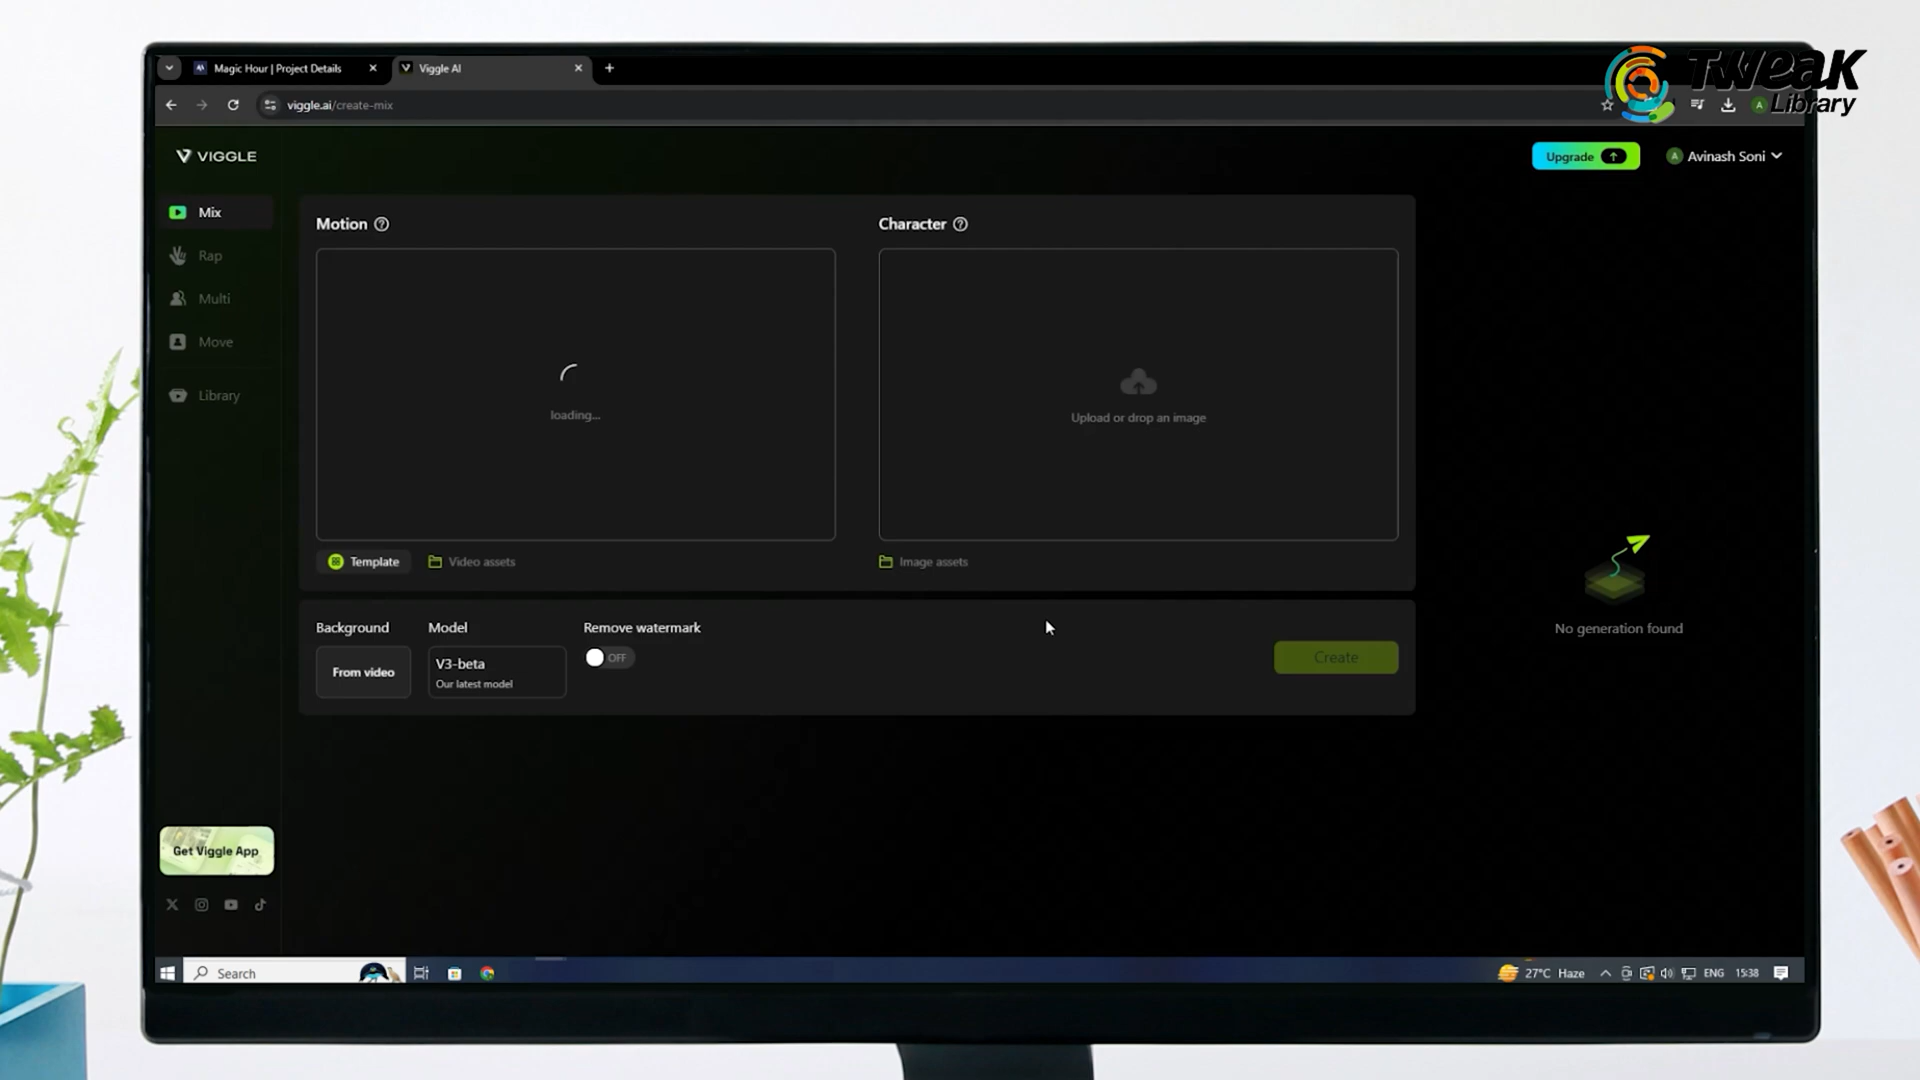 Tweak
Library
Magic Hour | Project Details
Viggle AI
viggle.ai/create-mix
A
VIGGLE
Upgrade
A Avinash Soni
Mix
Rap
Multi
Move
Library
Motion
Character
loading...
Upload or drop an image
Template
Video assets
Image assets
Background
Model
Remove watermark
From video
V3-beta
Our latest model
OFF
Create
No generation found
Get Viggle App
Search
27°C Haze
ENG
15:38